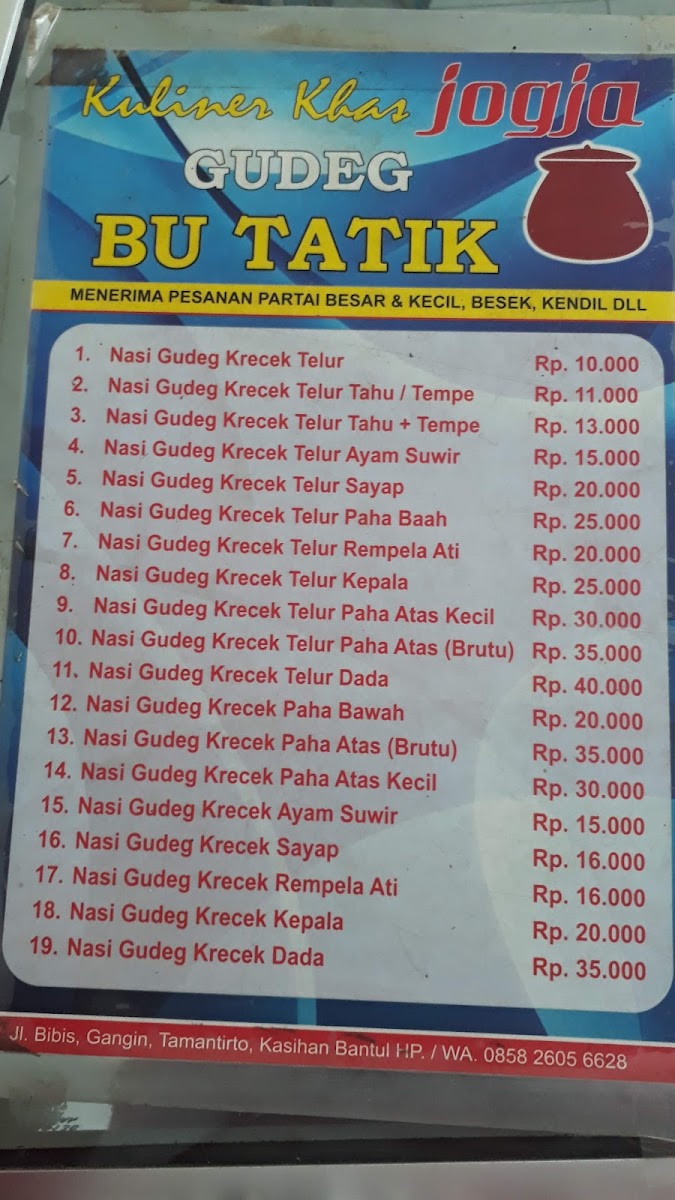 Kuliner Khas jogja
GUDEG
BU TATIK
MENERIMA PESANAN PARTAI BESAR & KECIL, BESEK, KENDIL DLL
1. Nasi Gudeg Krecek Telur Rp. 10.000
2. Nasi Gudeg Krecek Telur Tahu / Tempe Rp. 11.000
3. Nasi Gudeg Krecek Telur Tahu + Tempe Rp. 13.000
4. Nasi Gudeg Krecek Telur Ayam Suwir Rp. 15.000
5. Nasi Gudeg Krecek Telur Sayap Rp. 20.000
6. Nasi Gudeg Krecek Telur Paha Baah Rp. 25.000
7. Nasi Gudeg Krecek Telur Rempela Ati Rp. 20.000
8. Nasi Gudeg Krecek Telur Kepala Rp. 25.000
9. Nasi Gudeg Krecek Telur Paha Atas Kecil Rp. 30.000
10. Nasi Gudeg Krecek Telur Paha Atas (Brutu) Rp. 35.000
11. Nasi Gudeg Krecek Telur Dada Rp. 40.000
12. Nasi Gudeg Krecek Paha Bawah Rp. 20.000
13. Nasi Gudeg Krecek Paha Atas (Brutu) Rp. 35.000
14. Nasi Gudeg Krecek Paha Atas Kecil Rp. 30.000
15. Nasi Gudeg Krecek Ayam Suwir Rp. 15.000
16. Nasi Gudeg Krecek Sayap Rp. 16.000
17. Nasi Gudeg Krecek Rempela Ati Rp. 16.000
18. Nasi Gudeg Krecek Kepala Rp. 20.000
19. Nasi Gudeg Krecek Dada Rp. 35.000
Jl. Bibis, Gangin, Tamantirto, Kasihan Bantul HP. / WA. 0858 2605 6628